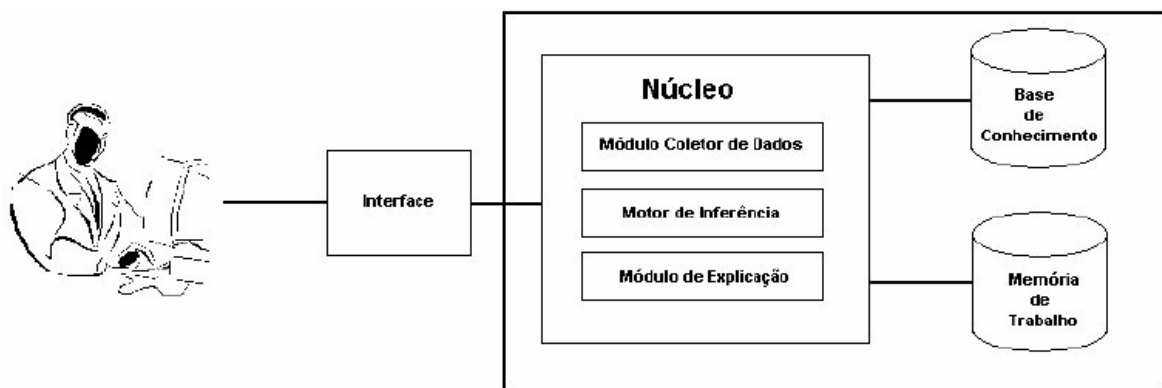 Núcleo
Módulo Coletor de Dados
Motor de Inferência
Módulo de Explicação
Interface
Base
de
Conhecimento
Memória
de
Trabalho